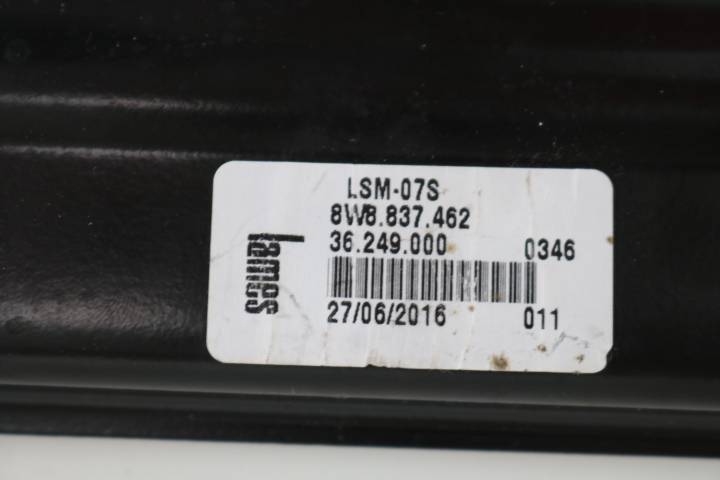 LSM-07S
8W8.837.462
36.249.000 0346
27/06/2016 011
Lames